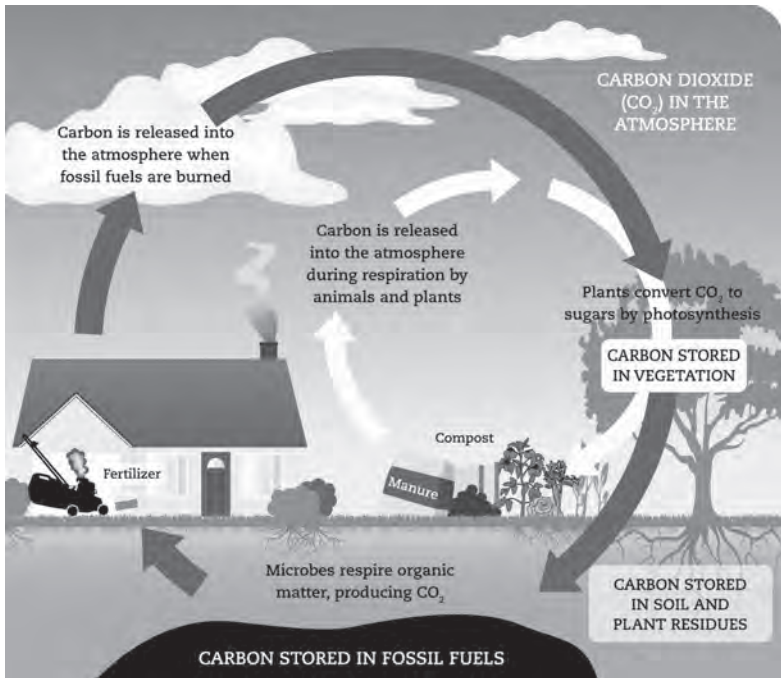 CARBON DIOXIDE
(CO₂) IN THE
ATMOSPHERE
Carbon is released into
the atmosphere when
fossil fuels are burned
Carbon is released
into the atmosphere
during respiration by
animals and plants
Plants convert CO₂ to
sugars by photosynthesis
CARBON STORED
IN VEGETATION
Compost
Fertilizer
Manure
Microbes respire organic
matter, producing CO₂
CARBON STORED
IN SOIL AND
PLANT RESIDUES
CARBON STORED IN FOSSIL FUELS